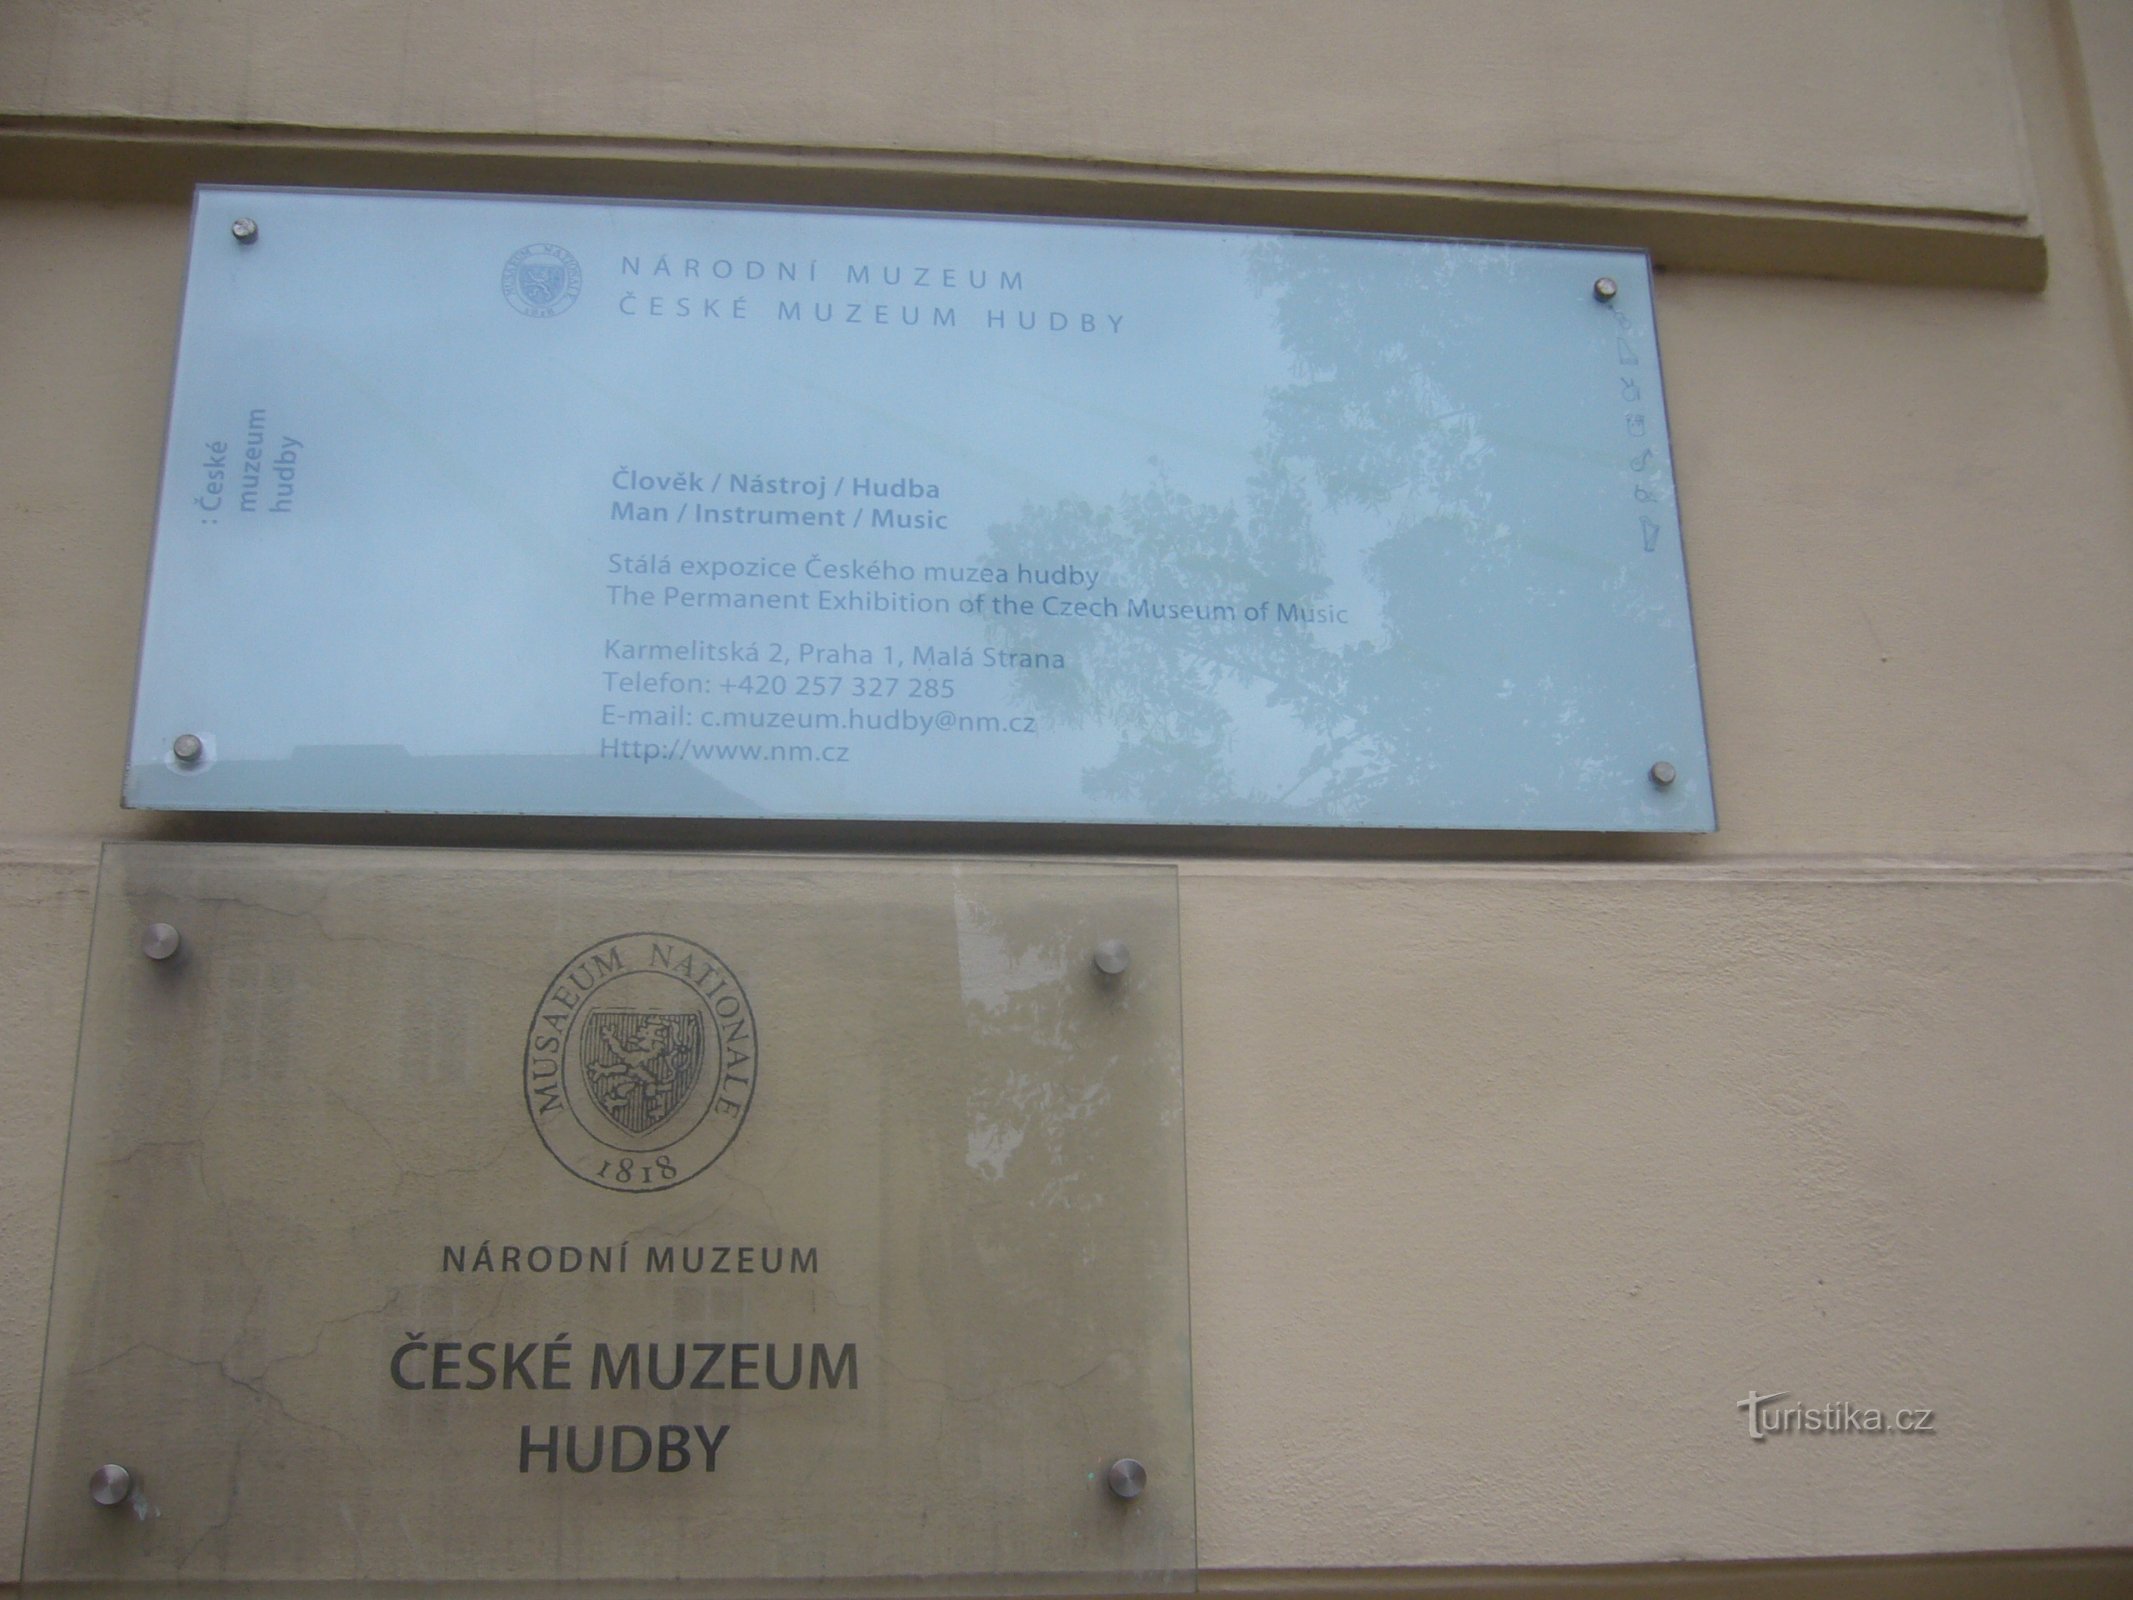 MUSAEUM NATIONALE
1818
NÁRODNÍ MUZEUM
ČESKÉ MUZEUM HUDBY
: České
muzeum
hudby
Člověk / Nástroj / Hudba
Man / Instrument / Music
Stálá expozice Českého muzea hudby
The Permanent Exhibition of the Czech Museum of Music
Karmelitská 2, Praha 1, Malá Strana
Telefon: +420 257 327 285
E-mail: c.muzeum.hudby@nm.cz
Http://www.nm.cz
MUSAEUM NATIONALE
1818
NÁRODNÍ MUZEUM
ČESKÉ MUZEUM
HUDBY
Turistika.cz